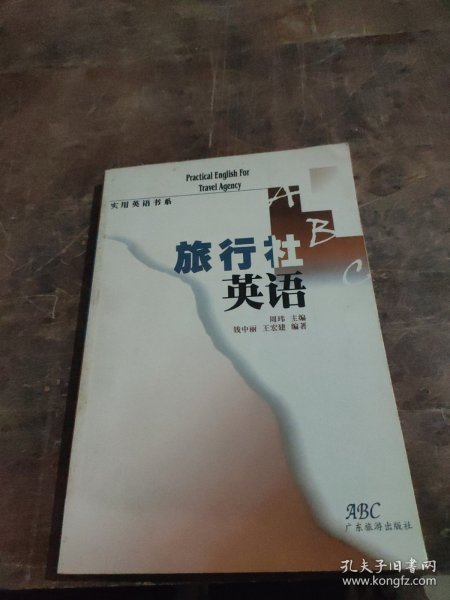 Practical English For
Travel Agency
实用英语书系
A
B
C
旅行社
英语
周玮 主编
钱中丽 王宏建 编著
ABC
广东旅游出版社
孔夫子旧书网
www.kongfz.com